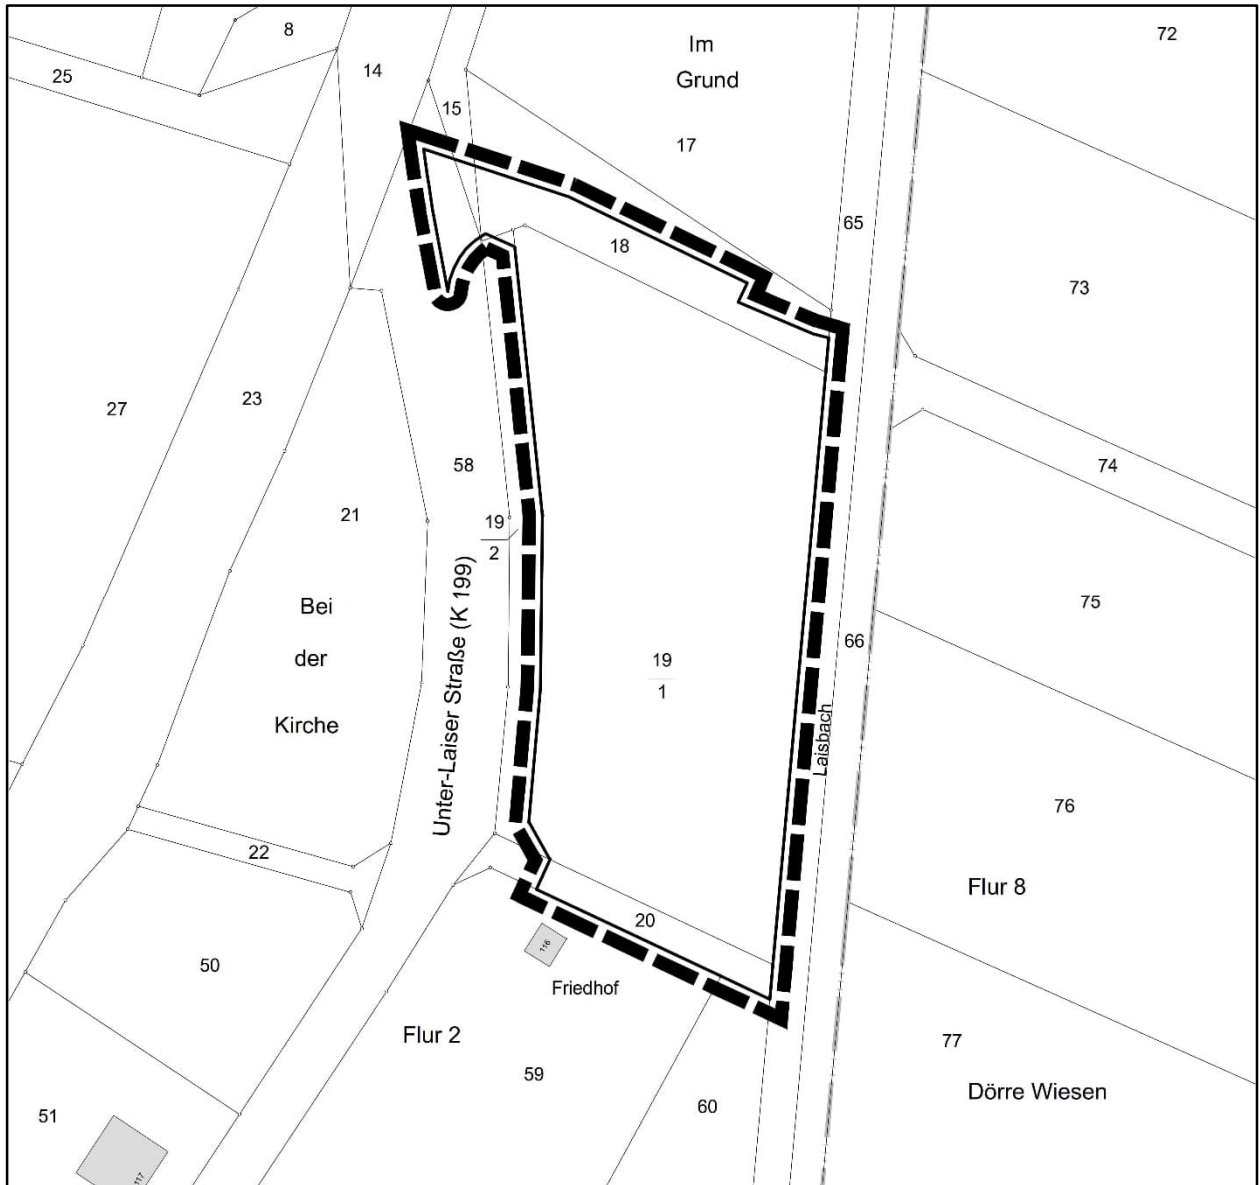 8
72
Im
25
14
Grund
15
17
65
18
73
23
27
58
74
21
19
2
75
Bei
Unter-Laiser Straße (K 199)
der
66
19
1
Kirche
Laisbach
76
22
Flur 8
20
116
50
Friedhof
Flur 2
77
59
Dörre Wiesen
60
51
117